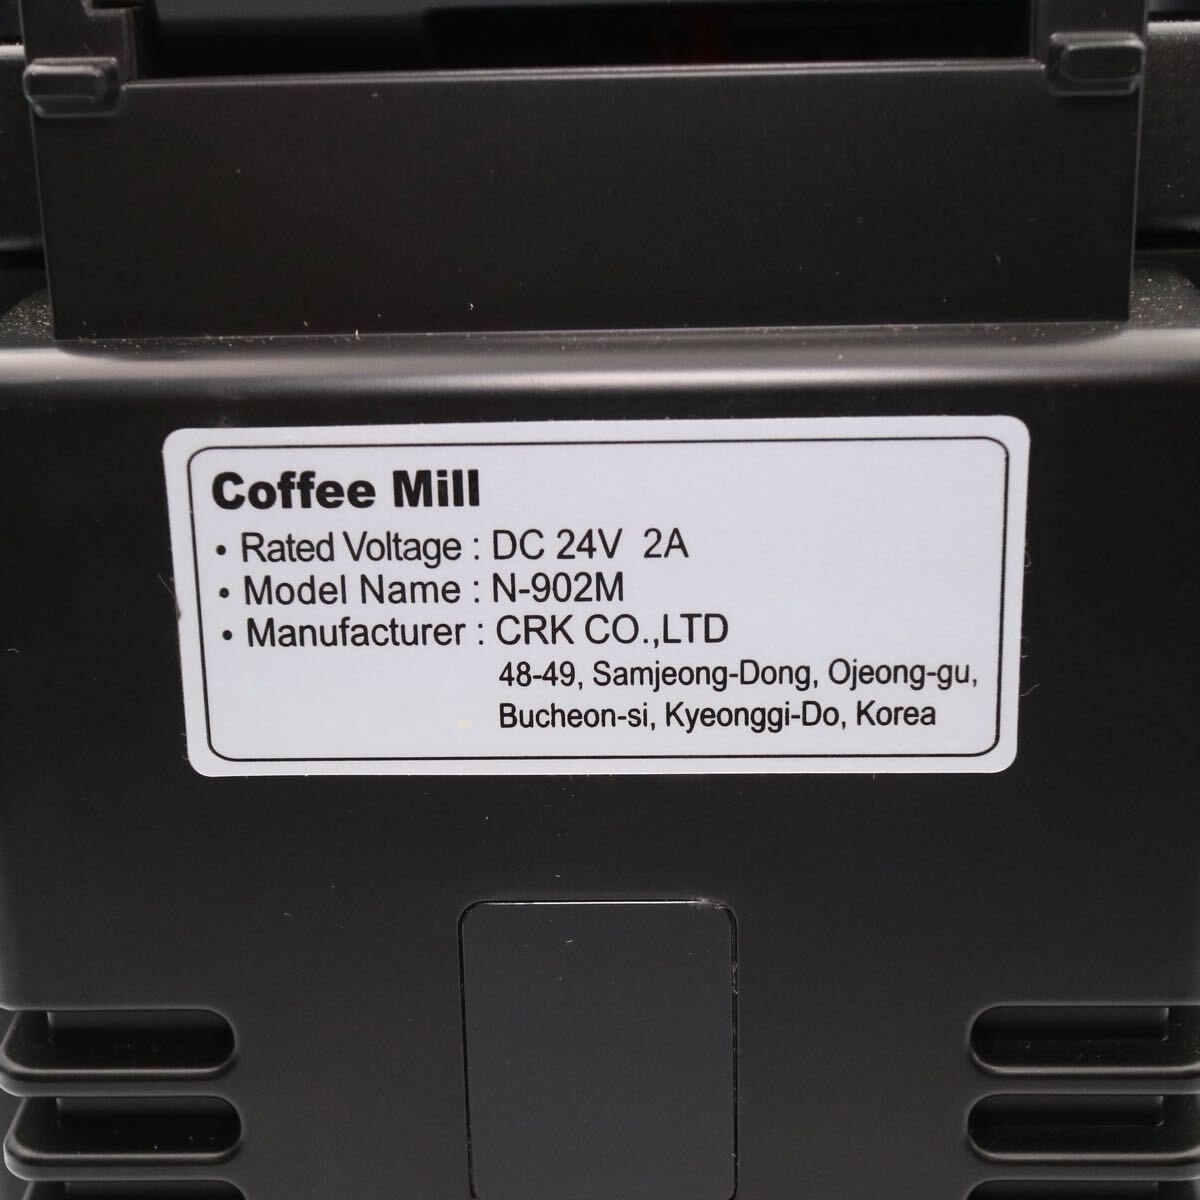 Coffee Mill
• Rated Voltage : DC 24V 2A
• Model Name : N-902M
• Manufacturer : CRK CO.,LTD
48-49, Samjeong-Dong, Ojeong-gu,
Bucheon-si, Kyeonggi-Do, Korea